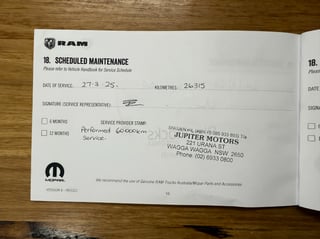 RAM
18. SCHEDULED MAINTENANCE
Please refer to Vehicle Handbook for Service Schedule
DATE OF SERVICE: 27-3 25. KILOMETRES: 26315
SIGNATURE (SERVICE REPRESENTATIVE):
6 MONTHS SERVICE PROVIDER STAMP:
12 MONTHS Performed 60000km
Service.
JUPITER MOTORS
221 URANA ST
WAGGA WAGGA NSW 2650
Phone: (02) 6933 0800
MOPAR
We recommend the use of Genuine RAM Trucks Australia/Mopar Parts and Accessories
18